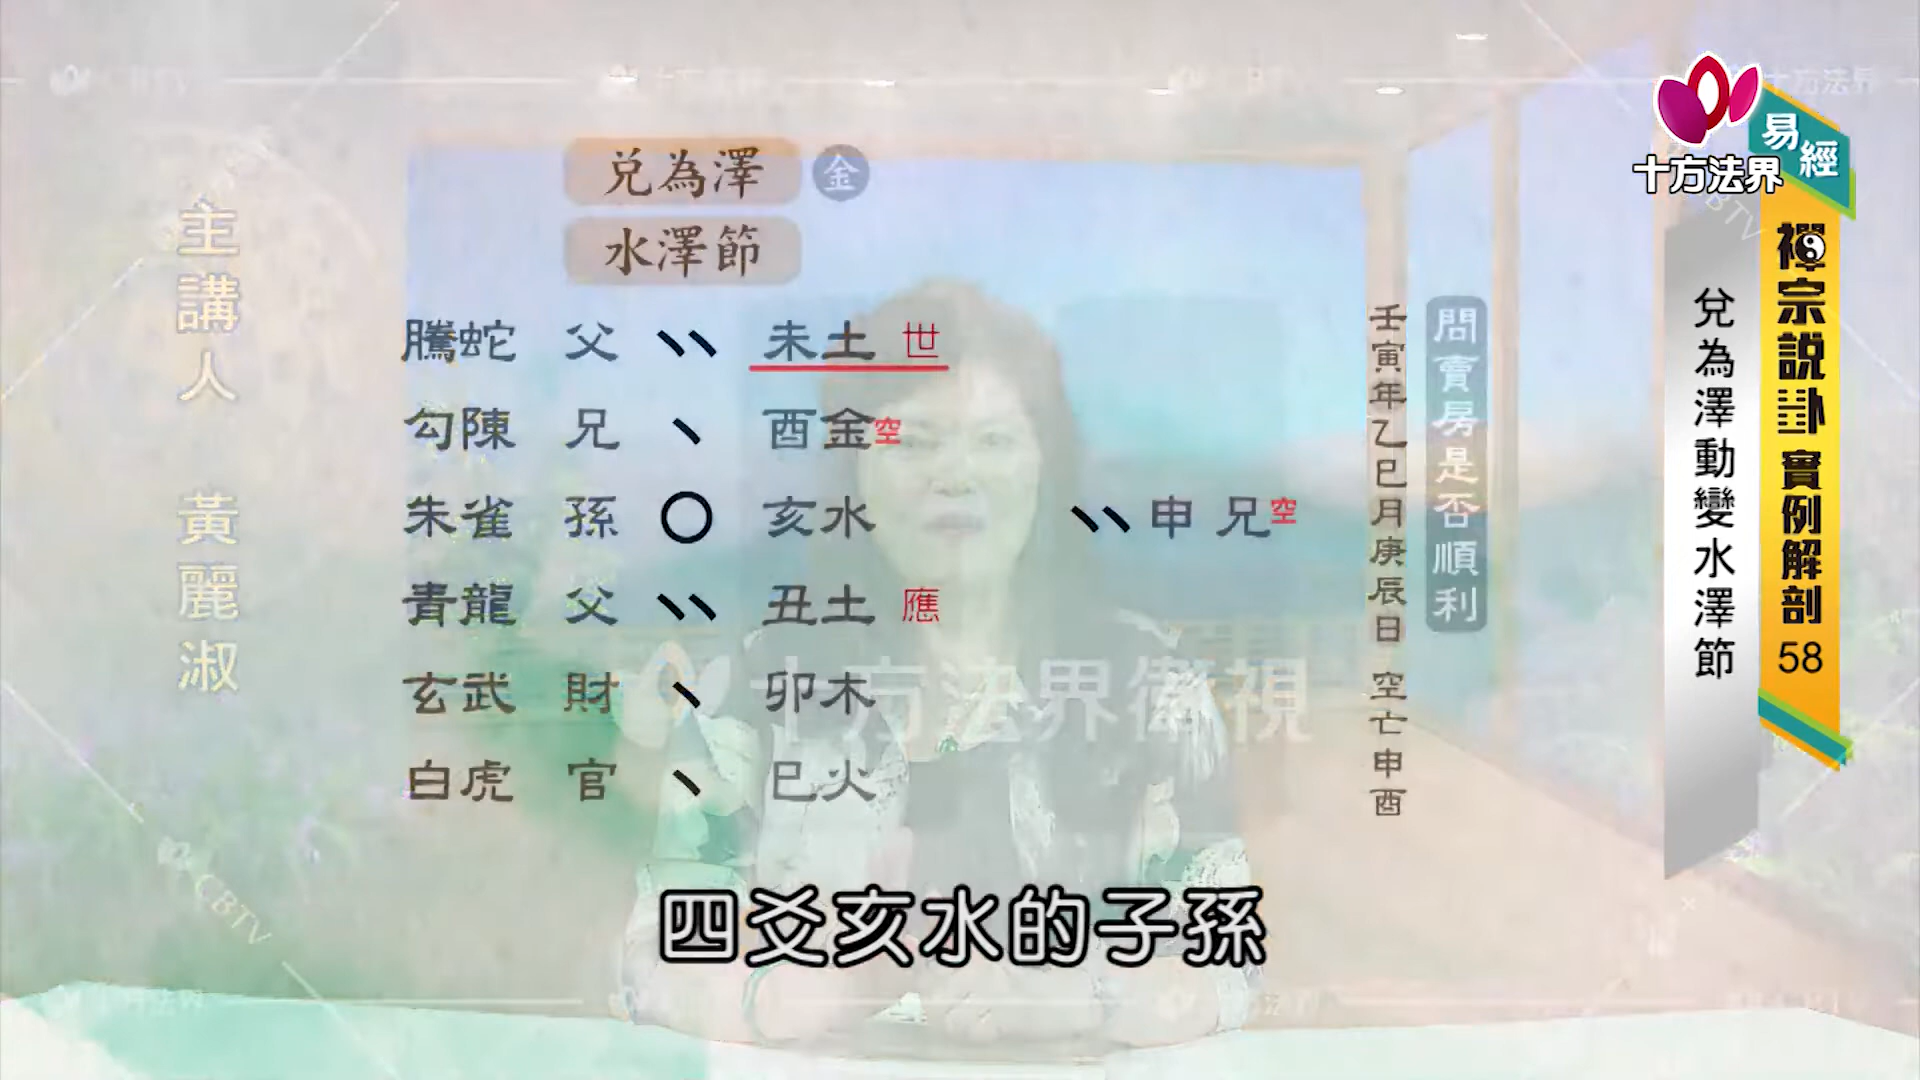 主講人 黃麗淑
兌為澤 金
水澤節
騰蛇 父 未土 世
勾陳 兄 酉金 空
朱雀 孫 亥水 申 兄 空
青龍 父 丑土 應
玄武 財 卯木
白虎 官 巳火
問賣房是否順利
壬寅年乙巳月庚辰日 空亡申酉
十方法界
易經
禪宗說卦 實例解剖 58
兌為澤動變水澤節
十方法界衛視
四爻亥水的子孫
CBTV